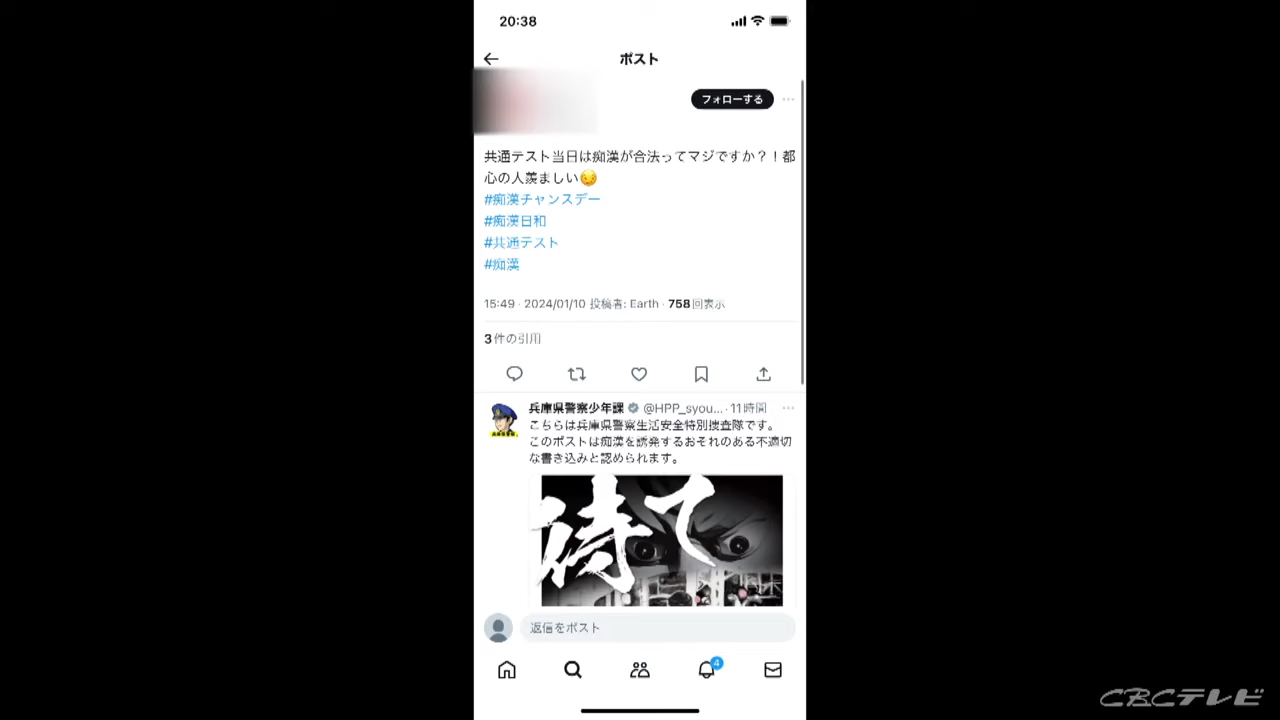 20:38
ポスト
フォローする
共通テスト当日は痴漢が合法ってマジですか？！都
心の人羨ましい
#痴漢チャンスデー
#痴漢日和
#共通テスト
#痴漢
15:49 · 2024/01/10 投稿者: Earth · 758回表示
3件の引用
兵庫県警察少年課 @HPP_syou... · 11時間
こちらは兵庫県警察生活安全特別捜査隊です。
このポストは痴漢を誘発するおそれのある不適切
な書き込みと認められます。
待て
返信をポスト
4
CBCテレビ